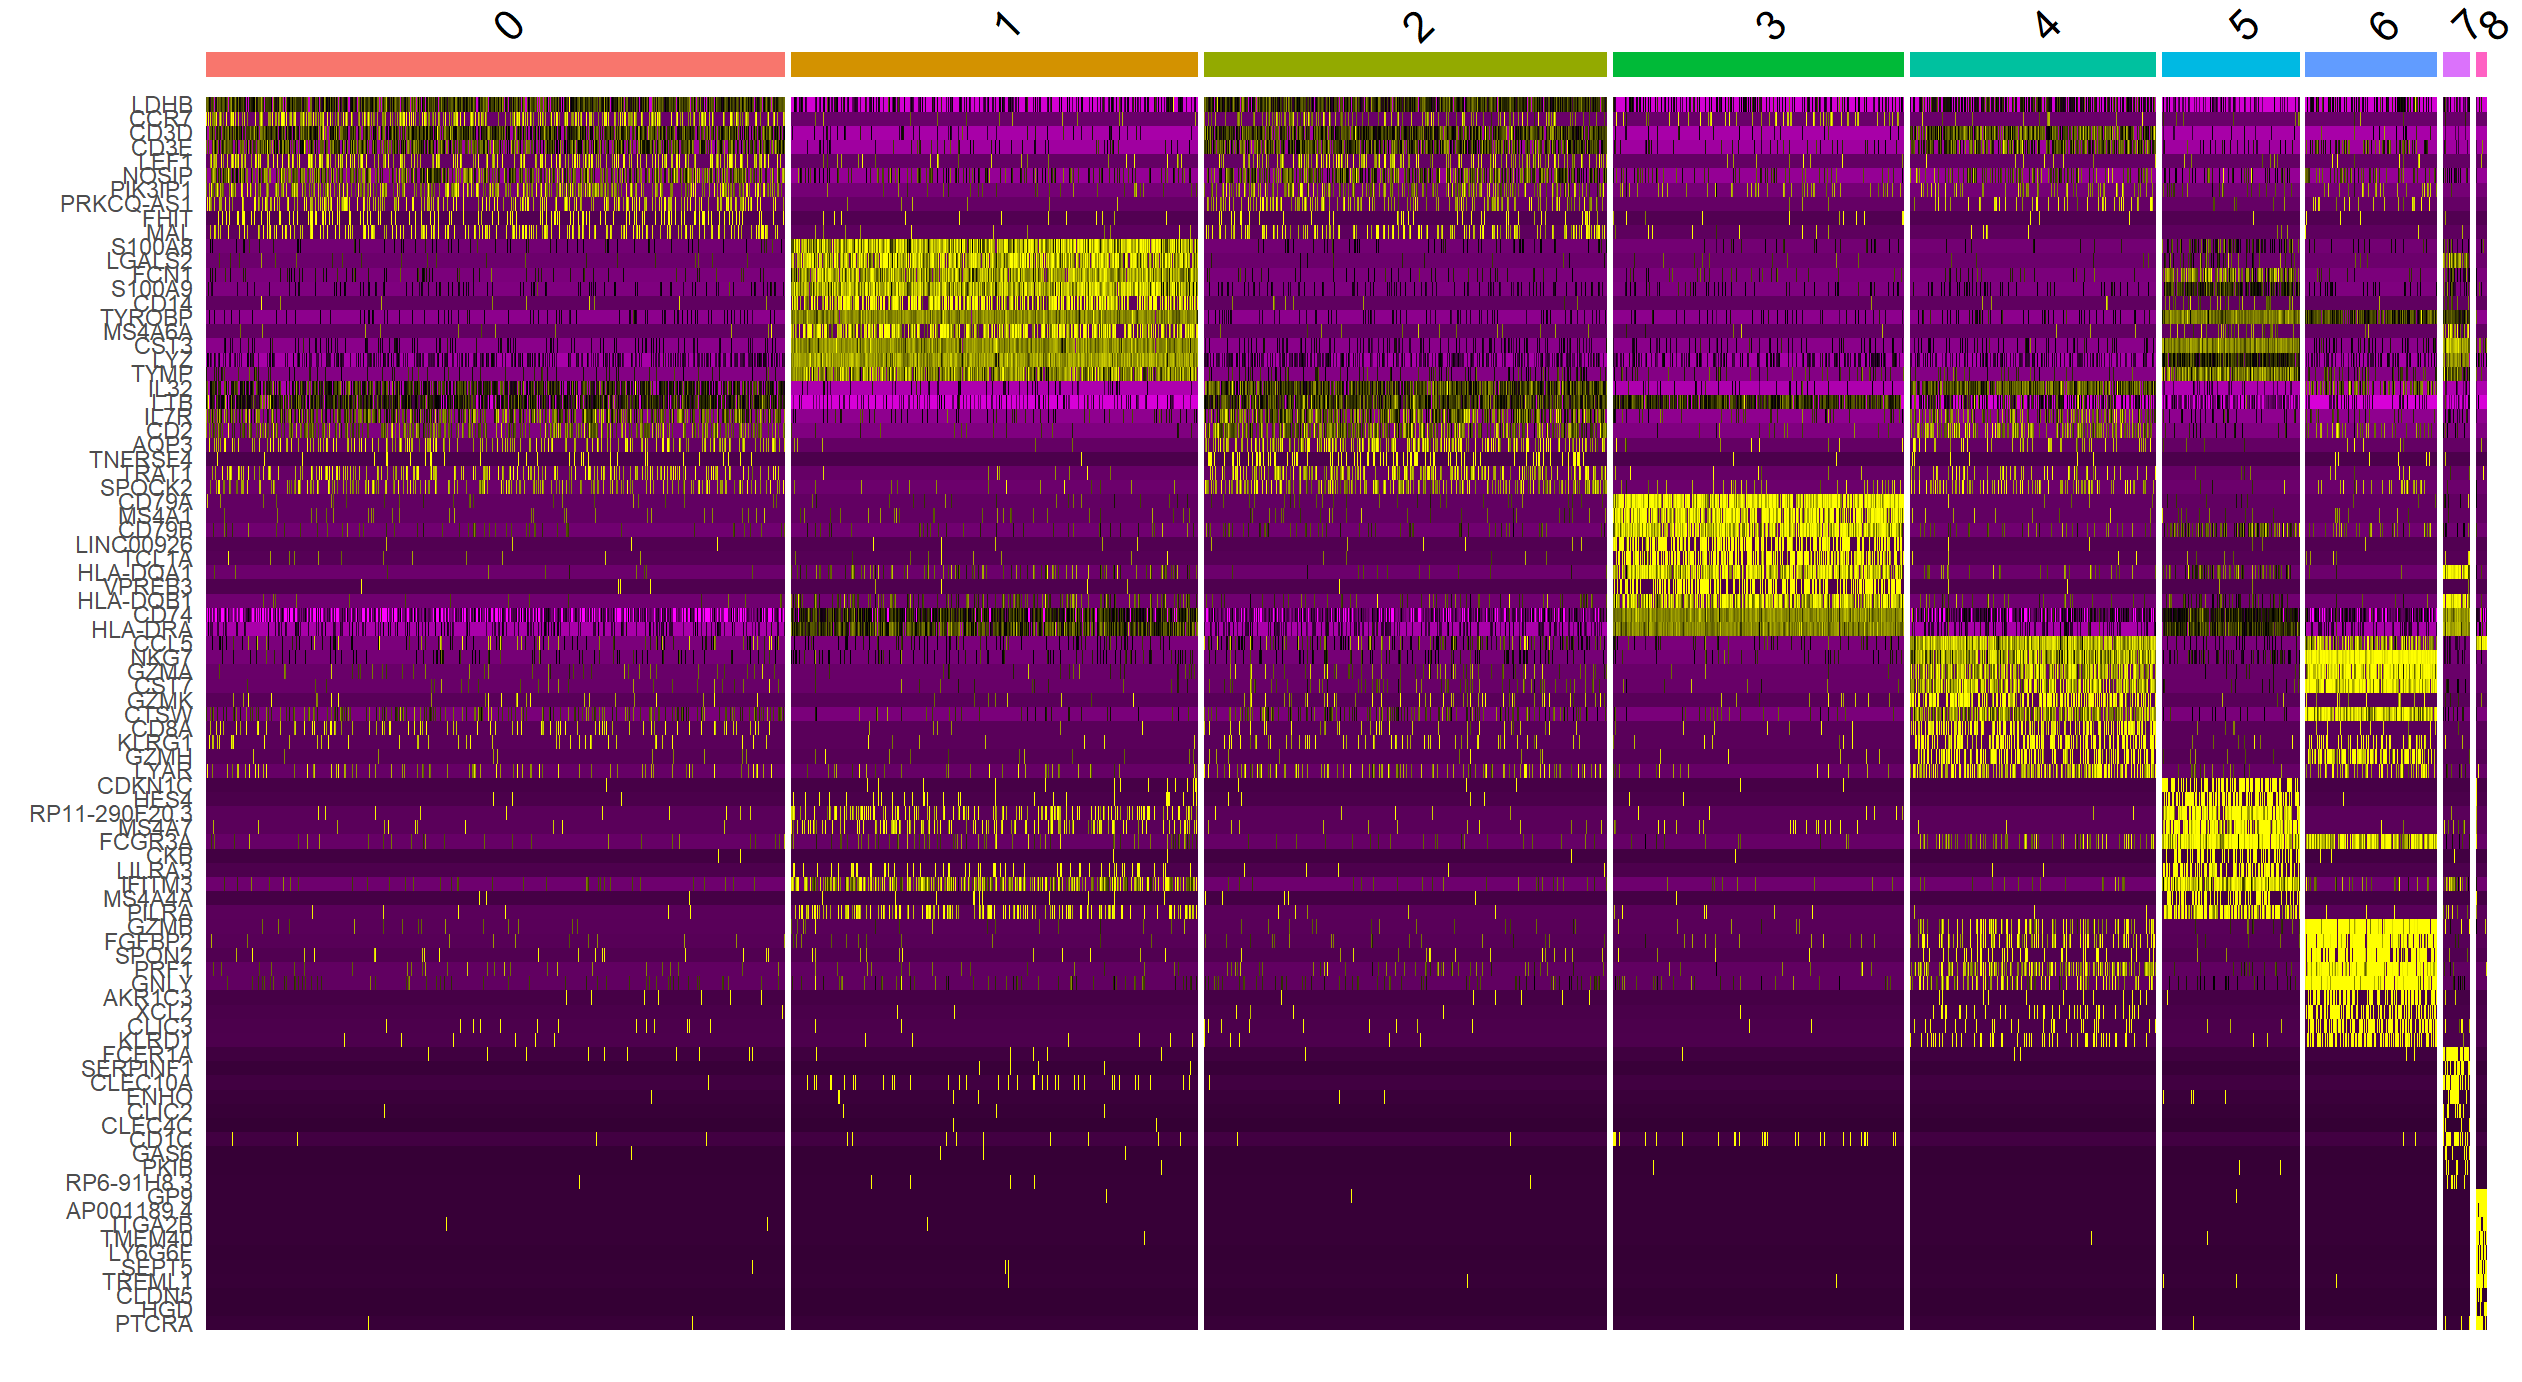 0 1 2 3 4 5 6 7 8
LDHB
CCR7
CD3D
CD3E
LEF1
NOSIP
PIK3IP1
PRKCQ-AS1
FHIT
MAL
S100A8
LGALS2
FCN1
S100A9
CD14
TYROBP
MS4A6A
CST3
LYZ
TYMP
IL32
LTB
IL7R
CD2
AQP3
TNFRSF4
TRAT1
SPOCK2
CD79A
MS4A1
CD79B
LINC00926
TCL1A
HLA-DQA1
VPREB3
HLA-DQB1
CD74
HLA-DRA
CCL5
NKG7
GZMA
CST7
GZMK
CTSW
CD8A
KLRG1
GZMH
LYAR
CDKN1C
HES4
RP11-290F20.3
MS4A7
FCGR3A
CKB
LILRA3
IFITM3
MS4A4A
PILRA
GZMB
FGFBP2
SPON2
PRF1
GNLY
AKR1C3
XCL2
CLIC3
KLRD1
FCER1A
SERPINF1
CLEC10A
ENHO
CLIC2
CLEC4C
CD1C
GAS6
PKIB
RP6-91H8.3
GP9
AP001189.4
ITGA2B
TMEM40
LY6G6F
SEPT5
TREML1
CLDN5
HGD
PTCRA